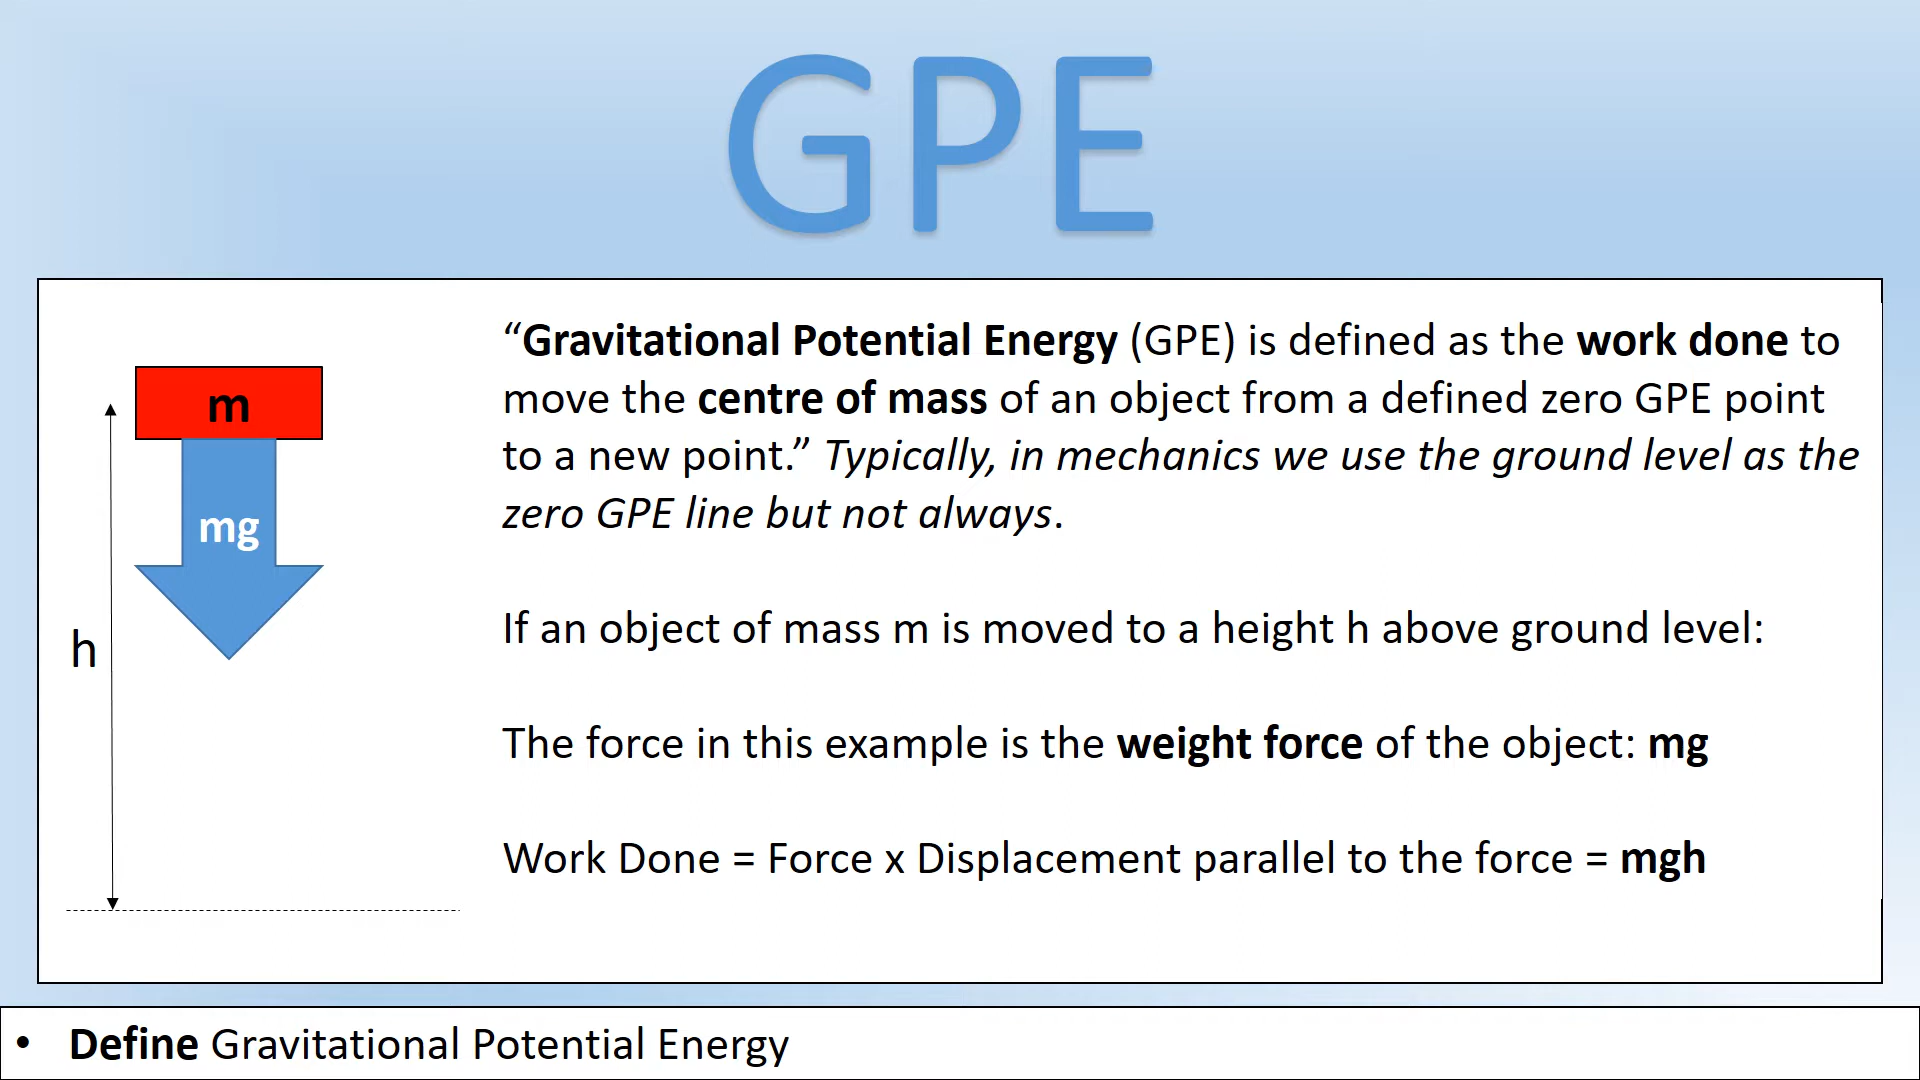 GPE
“Gravitational Potential Energy (GPE) is defined as the work done to
move the centre of mass of an object from a defined zero GPE point
to a new point.” Typically, in mechanics we use the ground level as the
zero GPE line but not always.
m
mg
h
If an object of mass m is moved to a height h above ground level:
The force in this example is the weight force of the object: mg
Work Done = Force x Displacement parallel to the force = mgh
• Define Gravitational Potential Energy